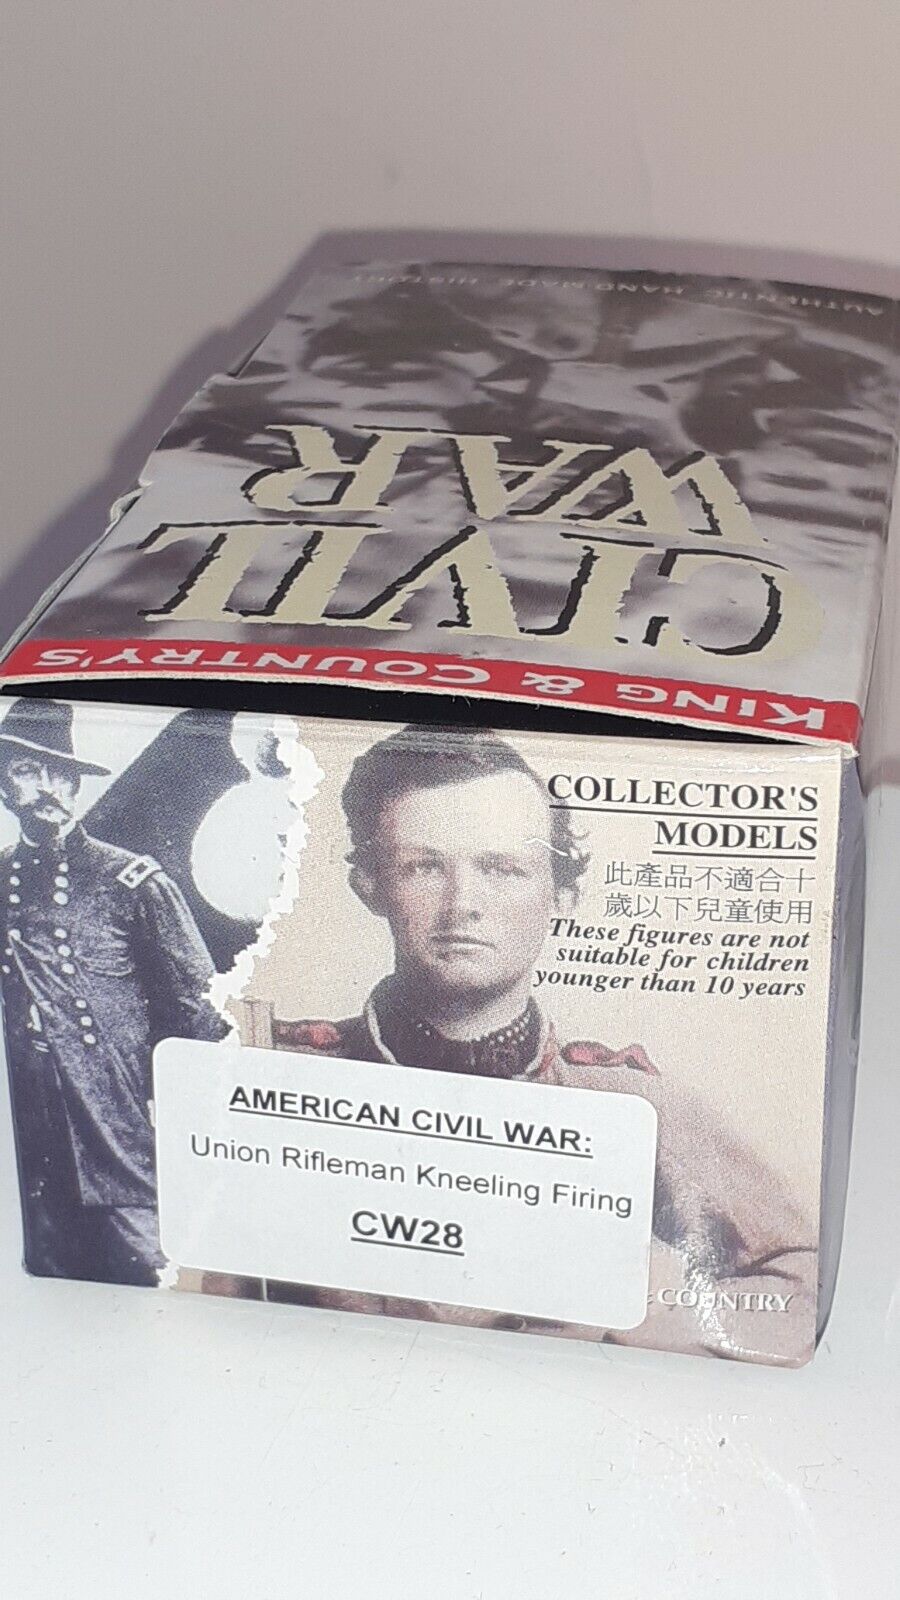 AUTHENTIC HAND-MADE HISTORY
CIVIL
WAR
KING & COUNTRY'S
COLLECTOR'S
MODELS
此產品不適合十
歲以下兒童使用
These figures are not
suitable for children
younger than 10 years
AMERICAN CIVIL WAR:
Union Rifleman Kneeling Firing
CW28
& COUNTRY